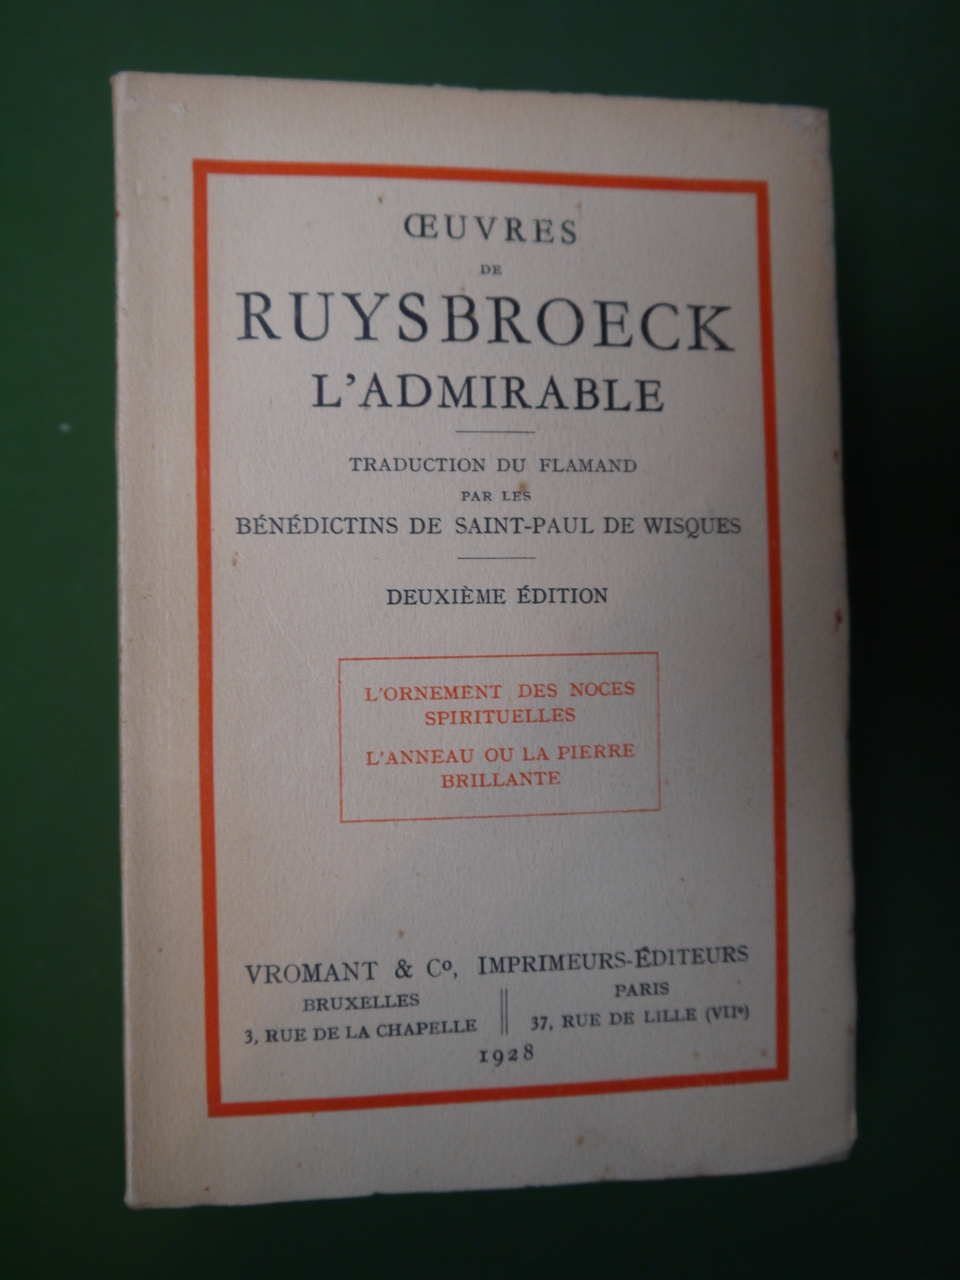 ŒUVRES
DE
RUYSBROECK
L'ADMIRABLE
TRADUCTION DU FLAMAND
PAR LES
BÉNÉDICTINS DE SAINT-PAUL DE WISQUES
DEUXIÈME ÉDITION
L'ORNEMENT DES NOCES
SPIRITUELLES
L'ANNEAU OU LA PIERRE
BRILLANTE
VROMANT & Cº, IMPRIMEURS-ÉDITEURS
BRUXELLES
3, RUE DE LA CHAPELLE
PARIS
37, RUE DE LILLE (VIIe)
1928